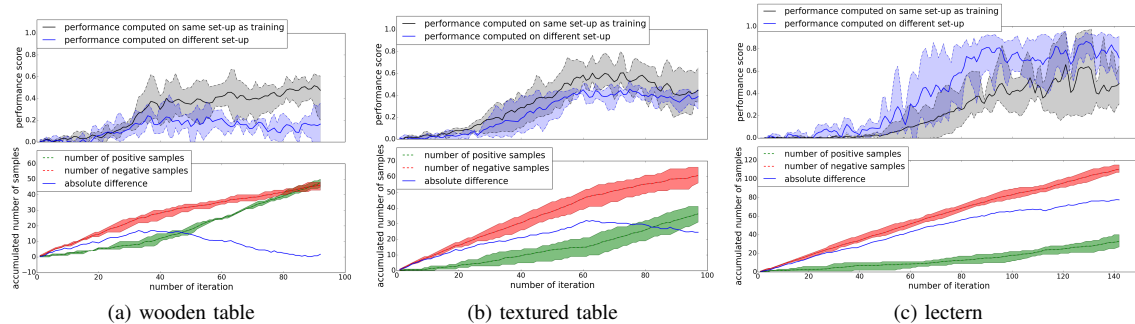 performance computed on same set-up as training
performance computed on different set-up
performance score
1.0
0.8
0.6
0.4
0.2
0.0
number of positive samples
number of negative samples
absolute difference
accumulated number of samples
60
50
40
30
20
10
0
−10
0 20 40 60 80 100
number of iteration
(a) wooden table
performance computed on same set-up as training
performance computed on different set-up
performance score
1.0
0.8
0.6
0.4
0.2
0.0
number of positive samples
number of negative samples
absolute difference
accumulated number of samples
70
60
50
40
30
20
10
0
0 20 40 60 80 100
number of iteration
(b) textured table
performance computed on same set-up as training
performance computed on different set-up
performance score
1.0
0.8
0.6
0.4
0.2
0.0
number of positive samples
number of negative samples
absolute difference
accumulated number of samples
120
100
80
60
40
20
0
0 20 40 60 80 100 120 140
number of iteration
(c) lectern